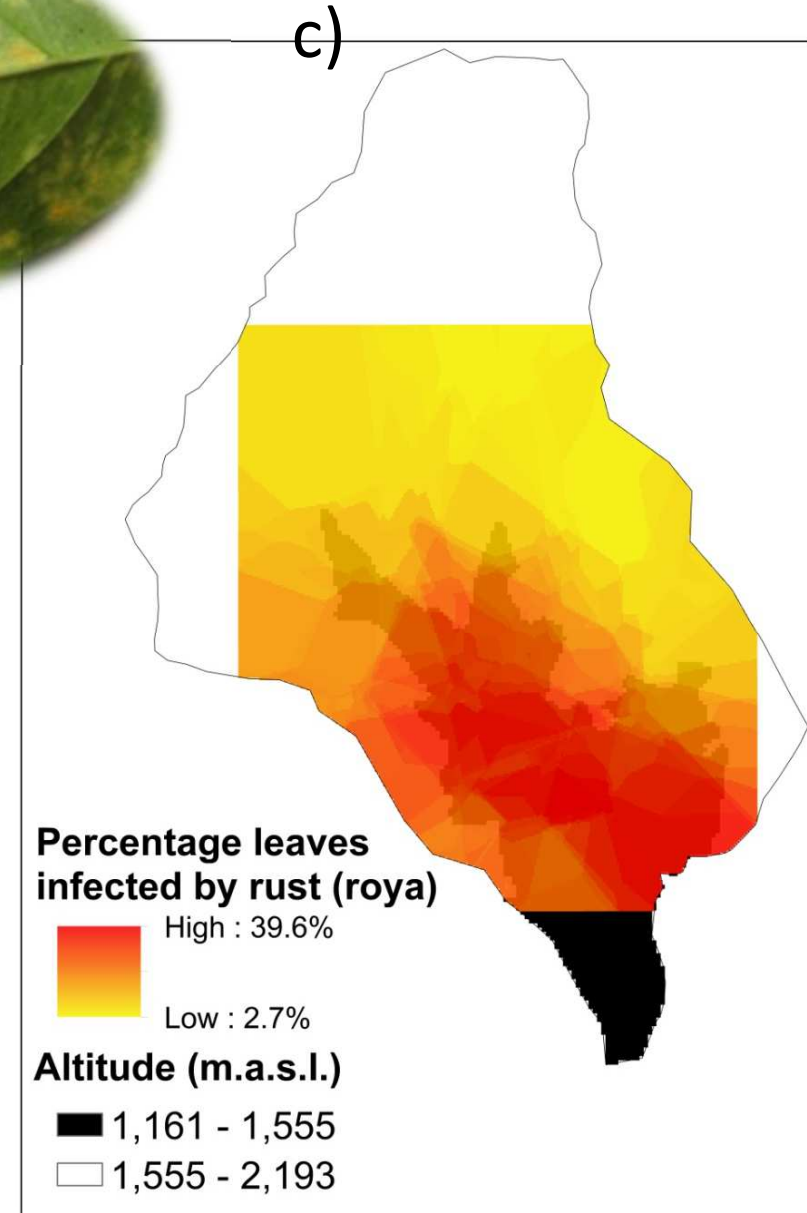 c)
Percentage leaves
infected by rust (roya)
High : 39.6%
Low : 2.7%
Altitude (m.a.s.l.)
1,161 - 1,555
1,555 - 2,193